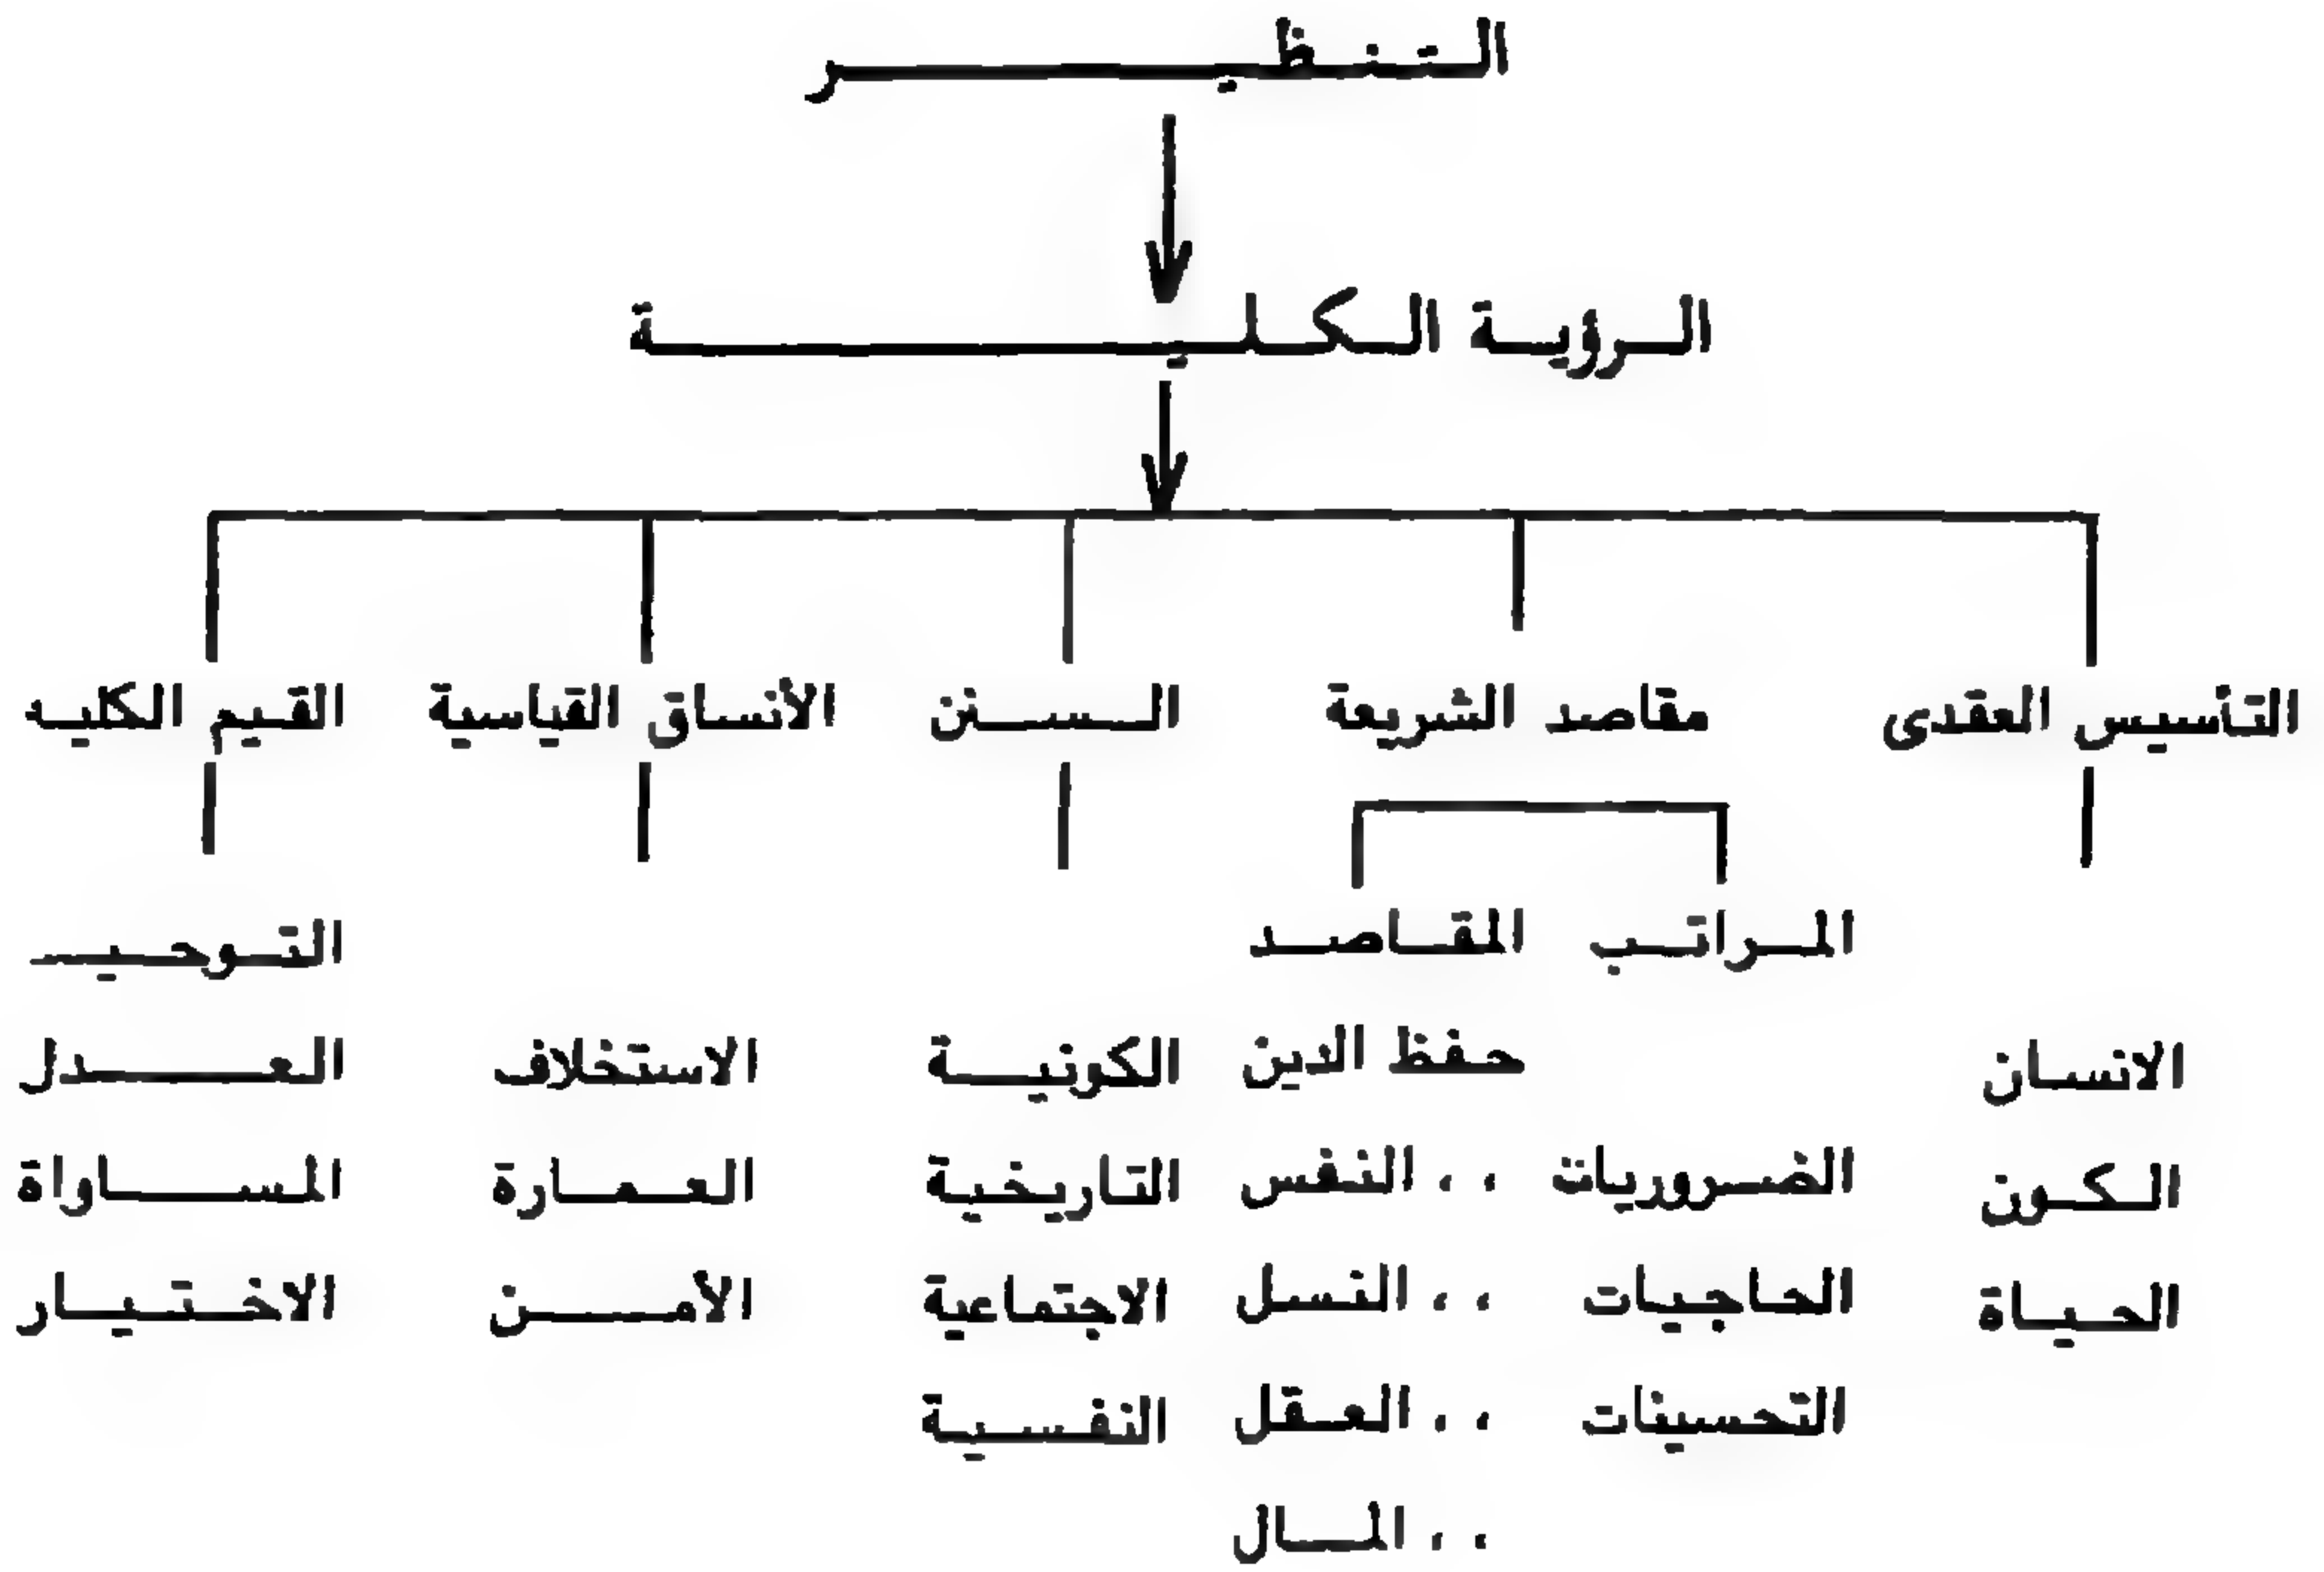 التنظير
الرؤية الكلية
التأسيس العقدى مقاصد الشريعة السنن الأنساق القياسية القيم الكليه
المراتب المقاصد التوحيد
الانسان حفظ الدين الكونية الاستخلاف العدل
الكون الضروريات ، ، النفس التاريخية العمارة المساواة
الحياة الحاجيات ، ، النسل الاجتماعية الأمن الاختيار
التحسينات ، ، العقل النفسية
، ، المال